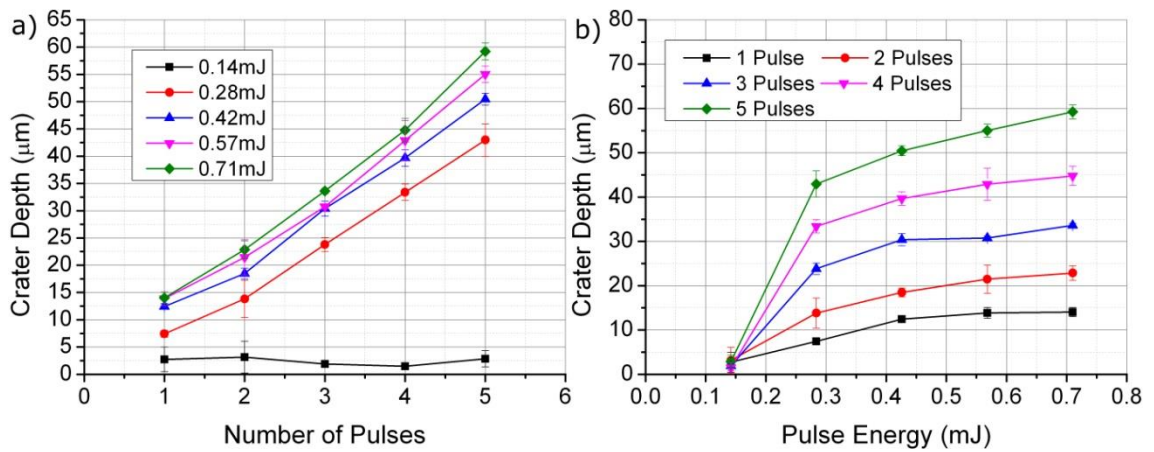 a)
65
60
55
50
45
40
35
30
25
20
15
10
5
0
Crater Depth (μm)
0.14mJ
0.28mJ
0.42mJ
0.57mJ
0.71mJ
0 1 2 3 4 5 6
Number of Pulses
b)
80
70
60
50
40
30
20
10
0
Crater Depth (μm)
1 Pulse 2 Pulses
3 Pulses 4 Pulses
5 Pulses
0.0 0.1 0.2 0.3 0.4 0.5 0.6 0.7 0.8
Pulse Energy (mJ)